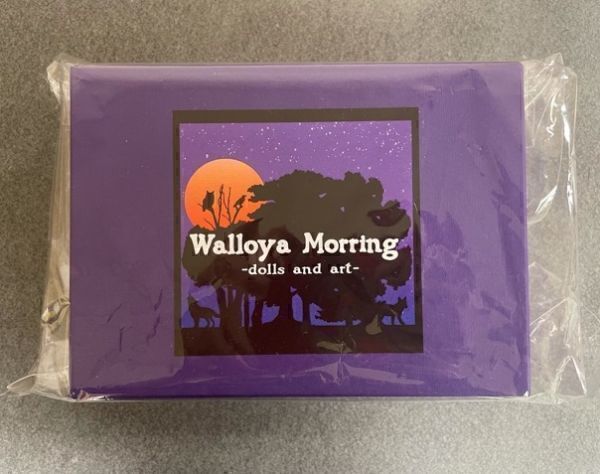 Walloya Morring
-dolls and art-